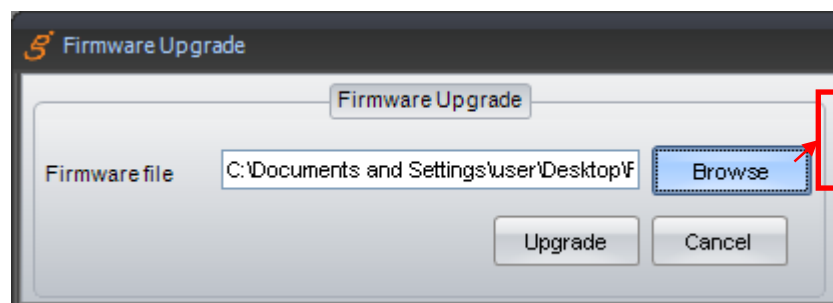 Firmware Upgrade
Firmware Upgrade
Firmware file C:\Documents and Settings\user\Desktop\F Browse
Upgrade Cancel